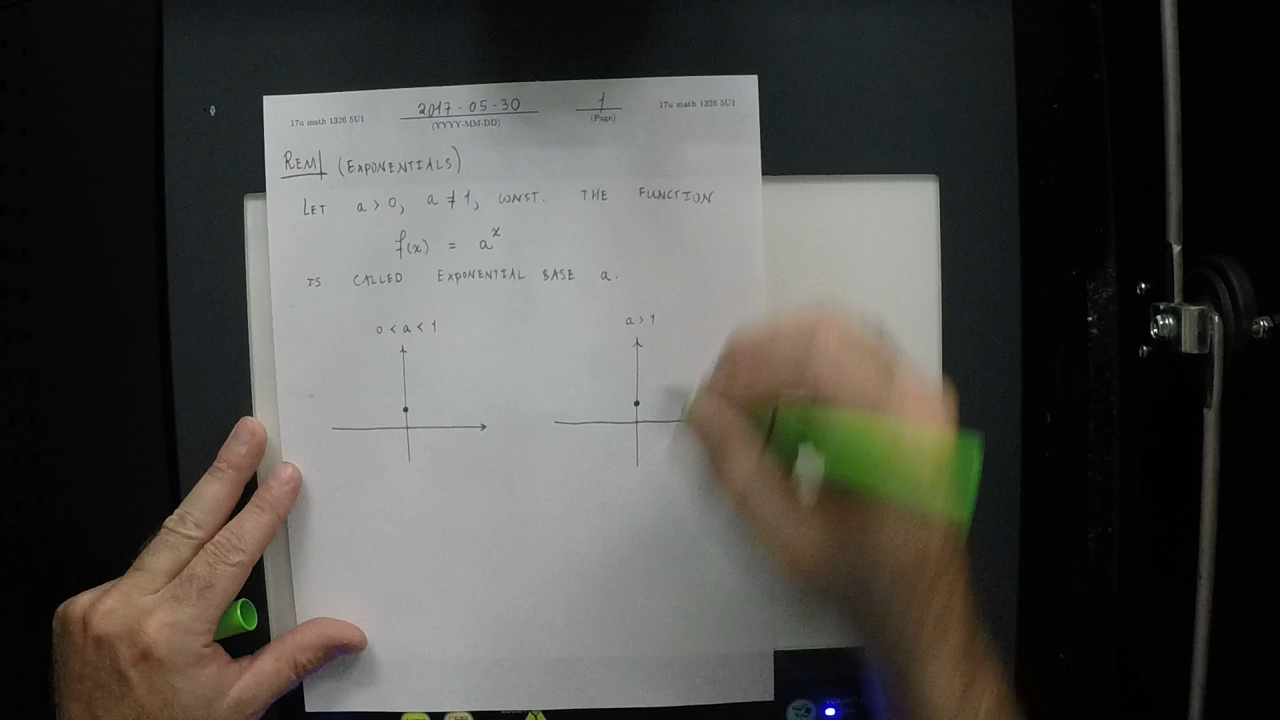 17u math 1326 5U1 2017-05-30 1 17u math 1326 5U1
(YYYY-MM-DD) (Page)
REM (EXPONENTIALS)
LET a > 0, a ≠ 1, CONST. THE FUNCTION
f(x) = a^x
IS CALLED EXPONENTIAL BASE a.
0 < a < 1 a > 1